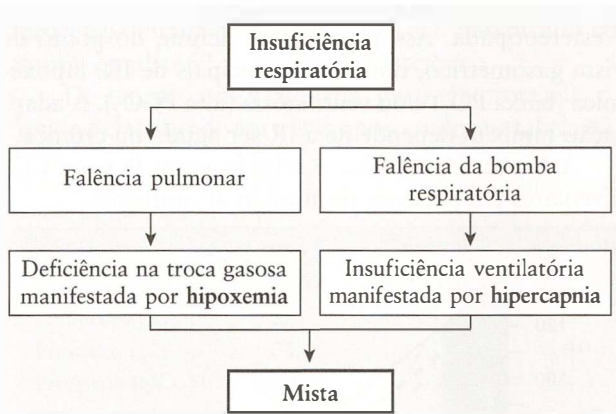 Insuficiência
respiratória
Falência pulmonar
Falência da bomba
respiratória
Deficiência na troca gasosa
manifestada por hipoxemia
Insuficiência ventilatória
manifestada por hipercapnia
Mista